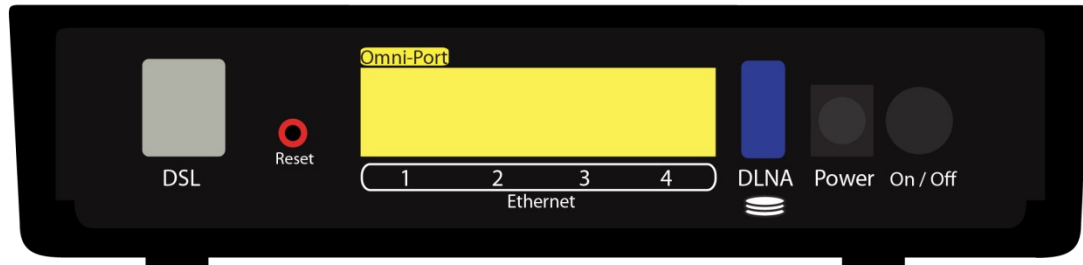 Omni-Port
Reset
DSL
1 2 3 4
DLNA
Power
On / Off
Ethernet